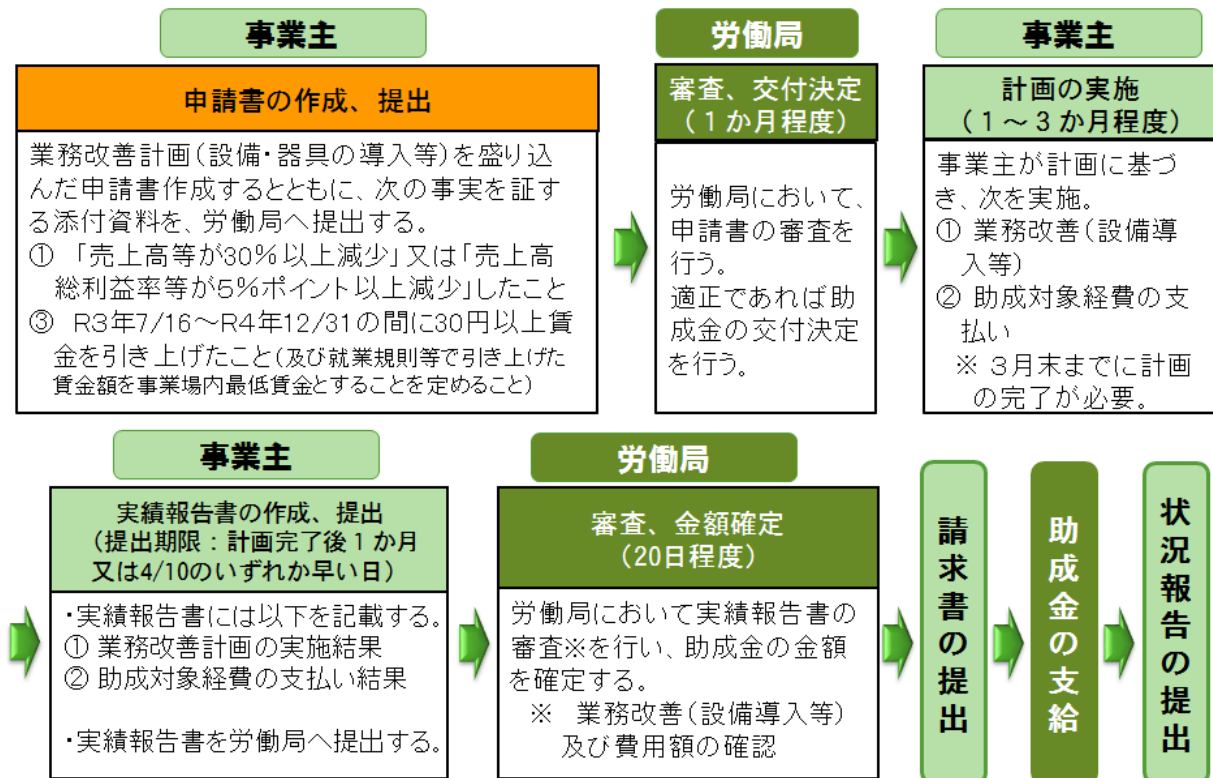 事業主
申請書の作成、提出
業務改善計画(設備・器具の導入等)を盛り込
んだ申請書作成するとともに、次の事実を証す
る添付資料を、労働局へ提出する。
① 「売上高等が30%以上減少」又は「売上高
総利益率等が5%ポイント以上減少」したこと
③ R3年7/16~R4年12/31の間に30円以上賃
金を引き上げたこと(及び就業規則等で引き上げた
賃金額を事業場内最低賃金とすることを定めること)
労働局
審査、交付決定
(1か月程度)
労働局において、
申請書の審査を
行う。
適正であれば助
成金の交付決定
を行う。
事業主
計画の実施
(1~3か月程度)
事業主が計画に基づ
き、次を実施。
① 業務改善(設備導
入等)
② 助成対象経費の支
払い
※ 3月末までに計画
の完了が必要。
事業主
実績報告書の作成、提出
(提出期限:計画完了後1か月
又は4/10のいずれか早い日)
・実績報告書には以下を記載する。
① 業務改善計画の実施結果
② 助成対象経費の支払い結果
・実績報告書を労働局へ提出する。
労働局
審査、金額確定
(20日程度)
労働局において実績報告書の
審査※を行い、助成金の金額
を確定する。
※ 業務改善(設備導入等)
及び費用額の確認
請求書の提出
助成金の支給
状況報告の提出